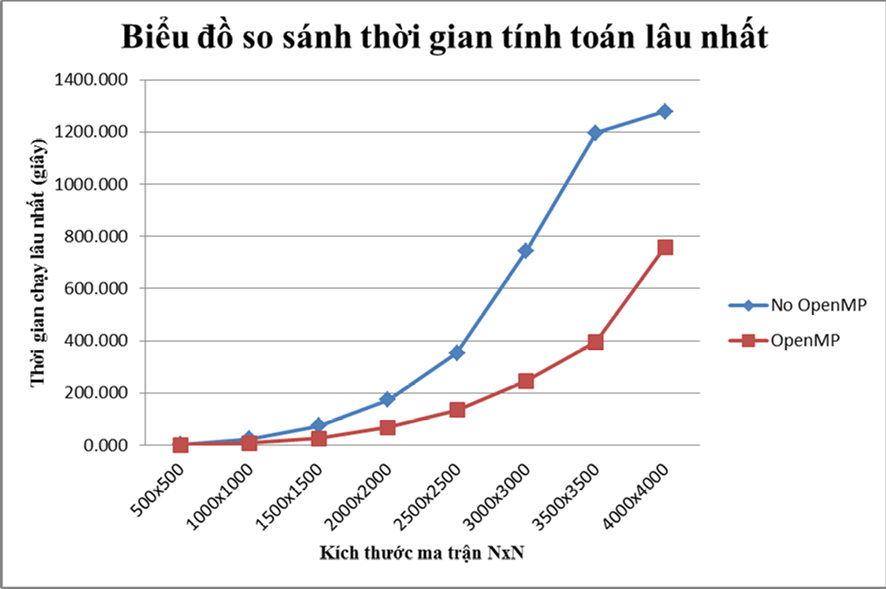 Biểu đồ so sánh thời gian tính toán lâu nhất
Thời gian chạy lâu nhất (giây)
1400.000
1200.000
1000.000
800.000
600.000
400.000
200.000
0.000
500x500
1000x1000
1500x1500
2000x2000
2500x2500
3000x3000
3500x3500
4000x4000
Kích thước ma trận NxN
No OpenMP
OpenMP